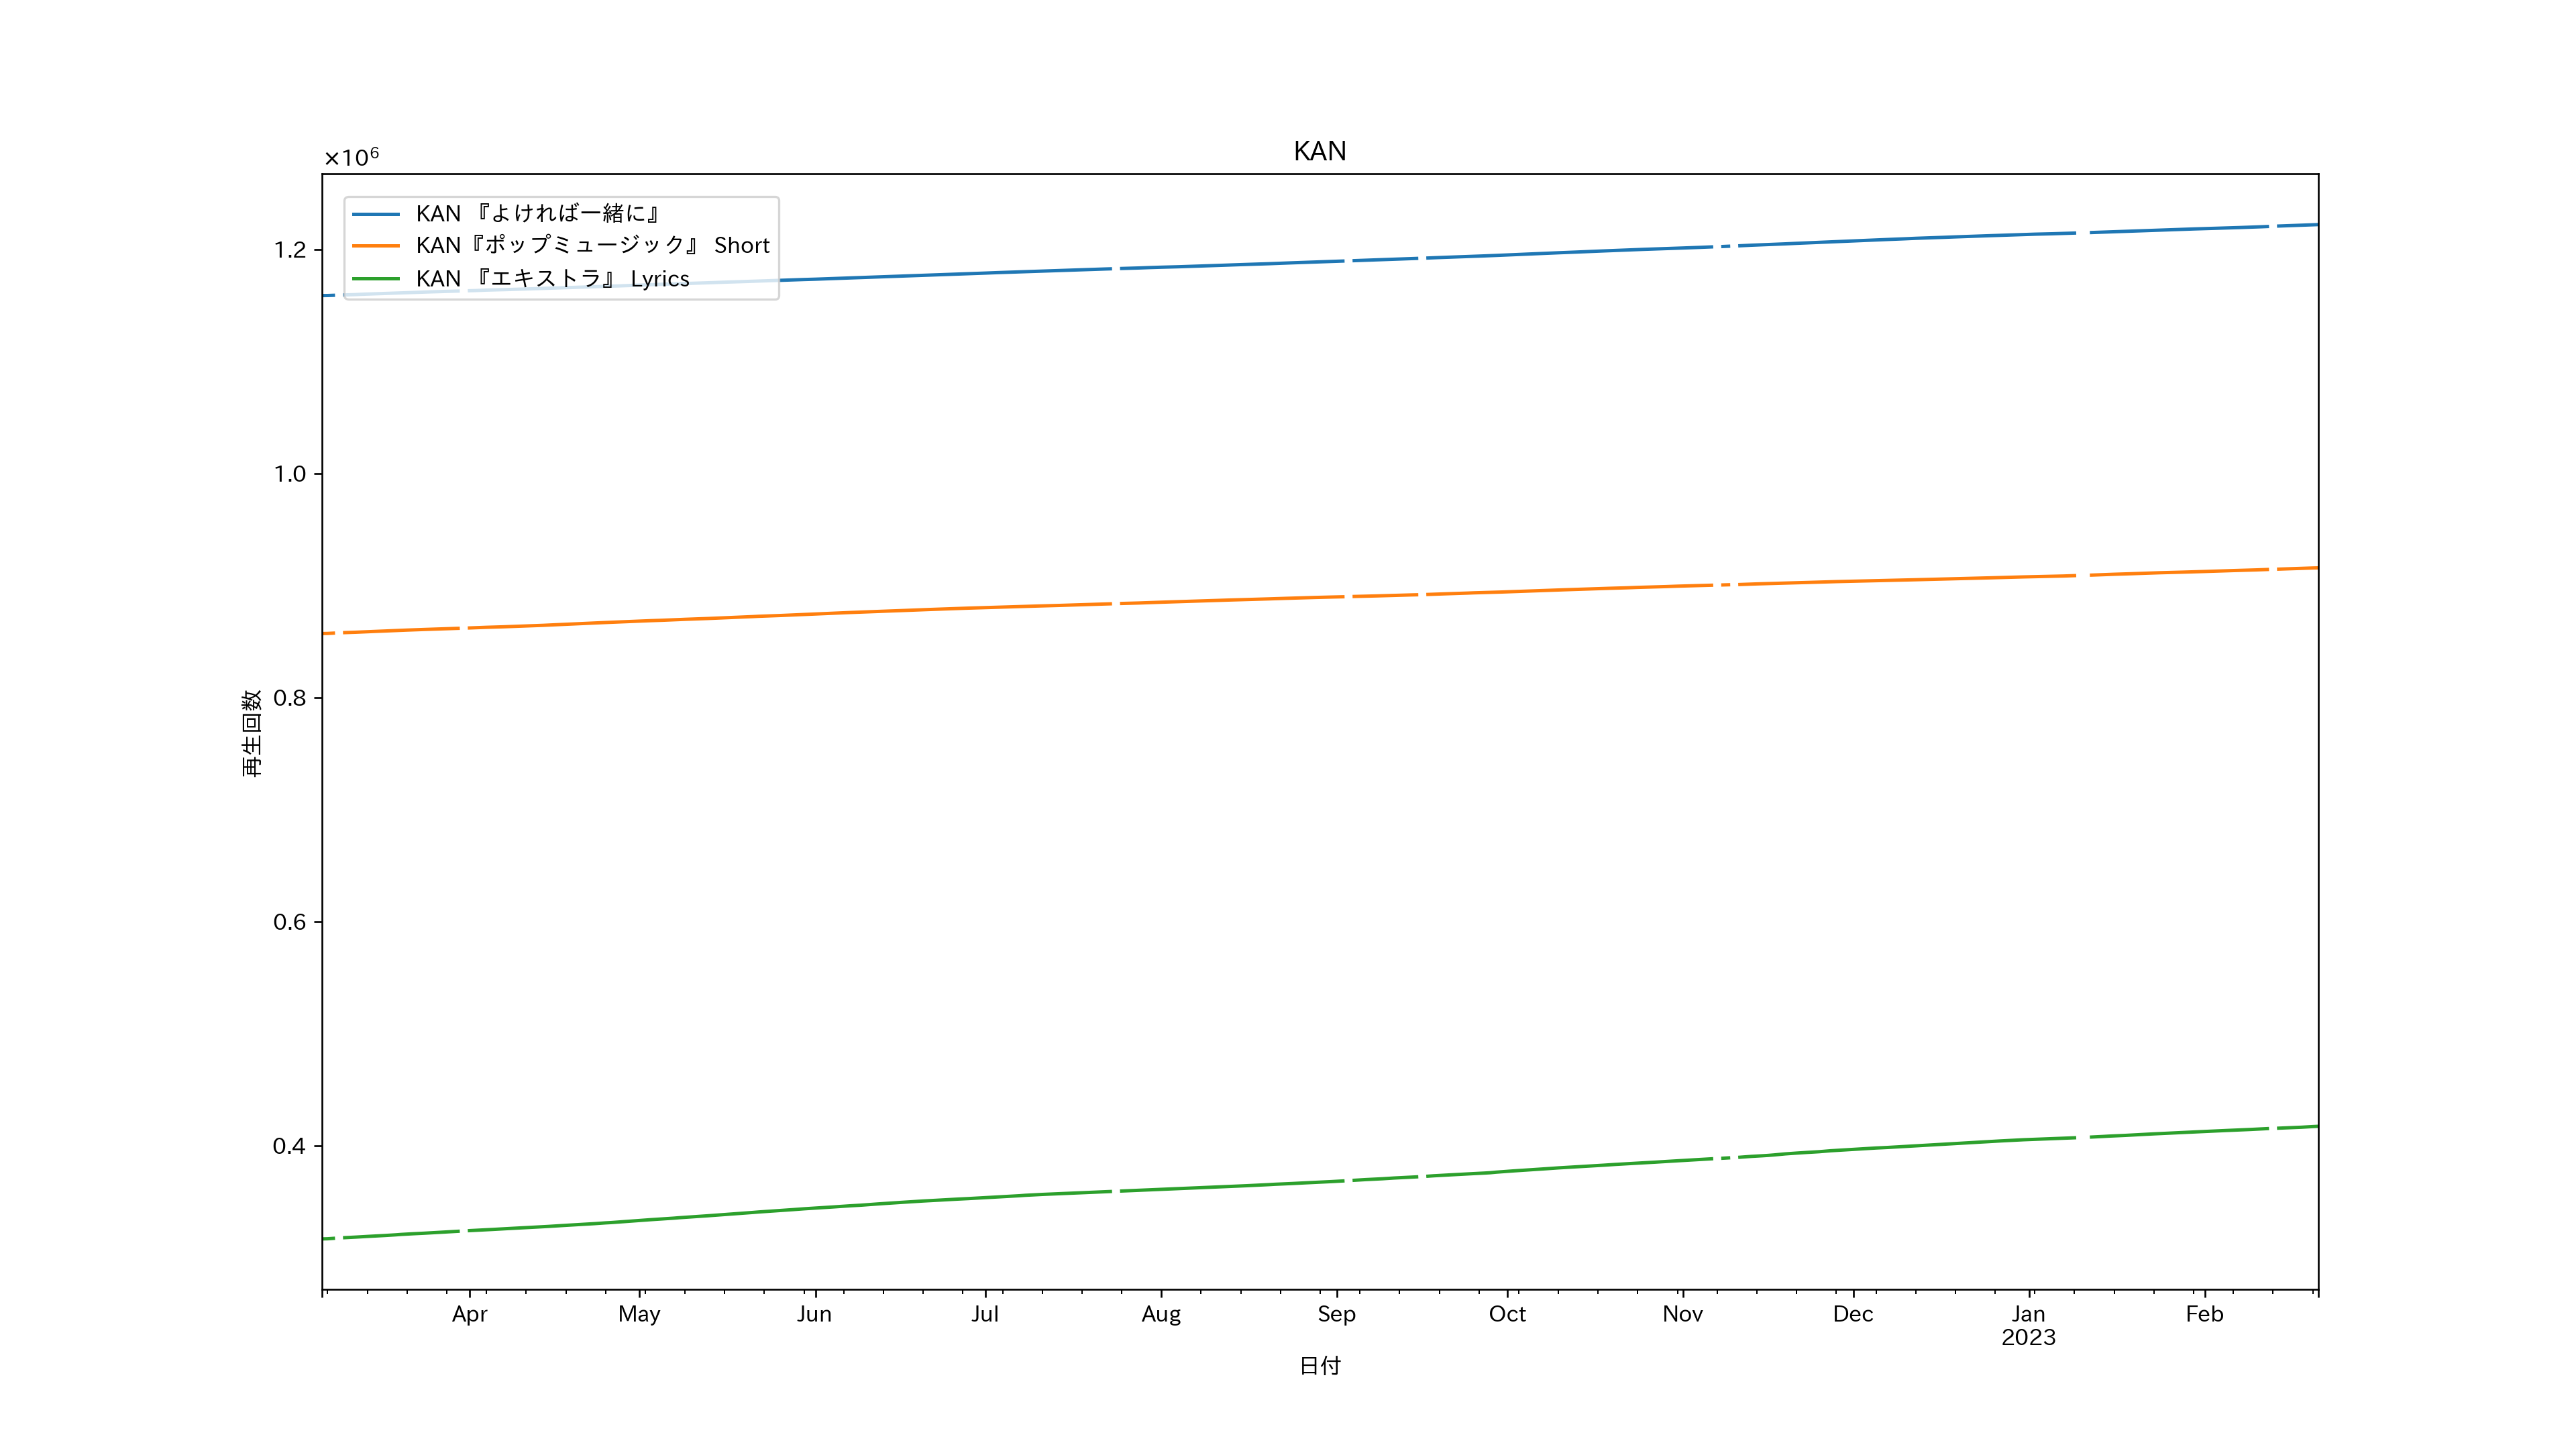 KAN
×10⁶
KAN 『よければ一緒に』
KAN『ポップミュージック』 Short
KAN 『エキストラ』 Lyrics
1.2
1.0
0.8
0.6
0.4
再生回数
Apr May Jun Jul Aug Sep Oct Nov Dec Jan Feb
2023
日付